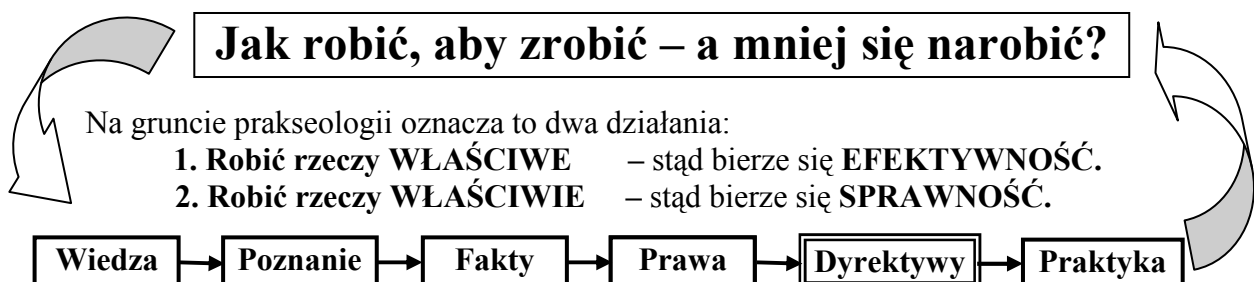 Jak robić, aby zrobić – a mniej się narobić?
Na gruncie prakseologii oznacza to dwa działania:
1. Robić rzeczy WŁAŚCIWE – stąd bierze się EFEKTYWNOŚĆ.
2. Robić rzeczy WŁAŚCIWIE – stąd bierze się SPRAWNOŚĆ.
Wiedza Poznanie Fakty Prawa Dyrektywy Praktyka